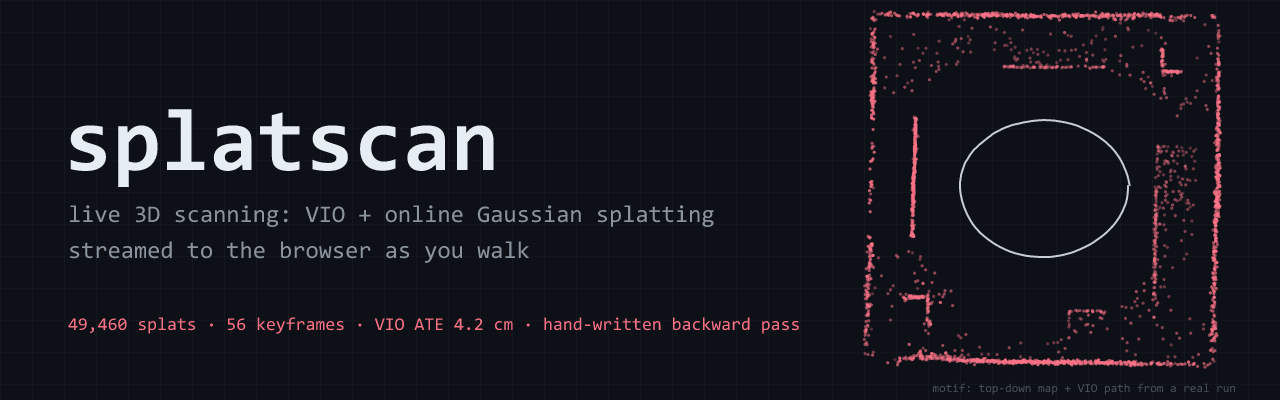 splatscan
live 3D scanning: VIO + online Gaussian splatting
streamed to the browser as you walk
49,460 splats · 56 keyframes · VIO ATE 4.2 cm · hand-written backward pass
motif: top-down map + VIO path from a real run